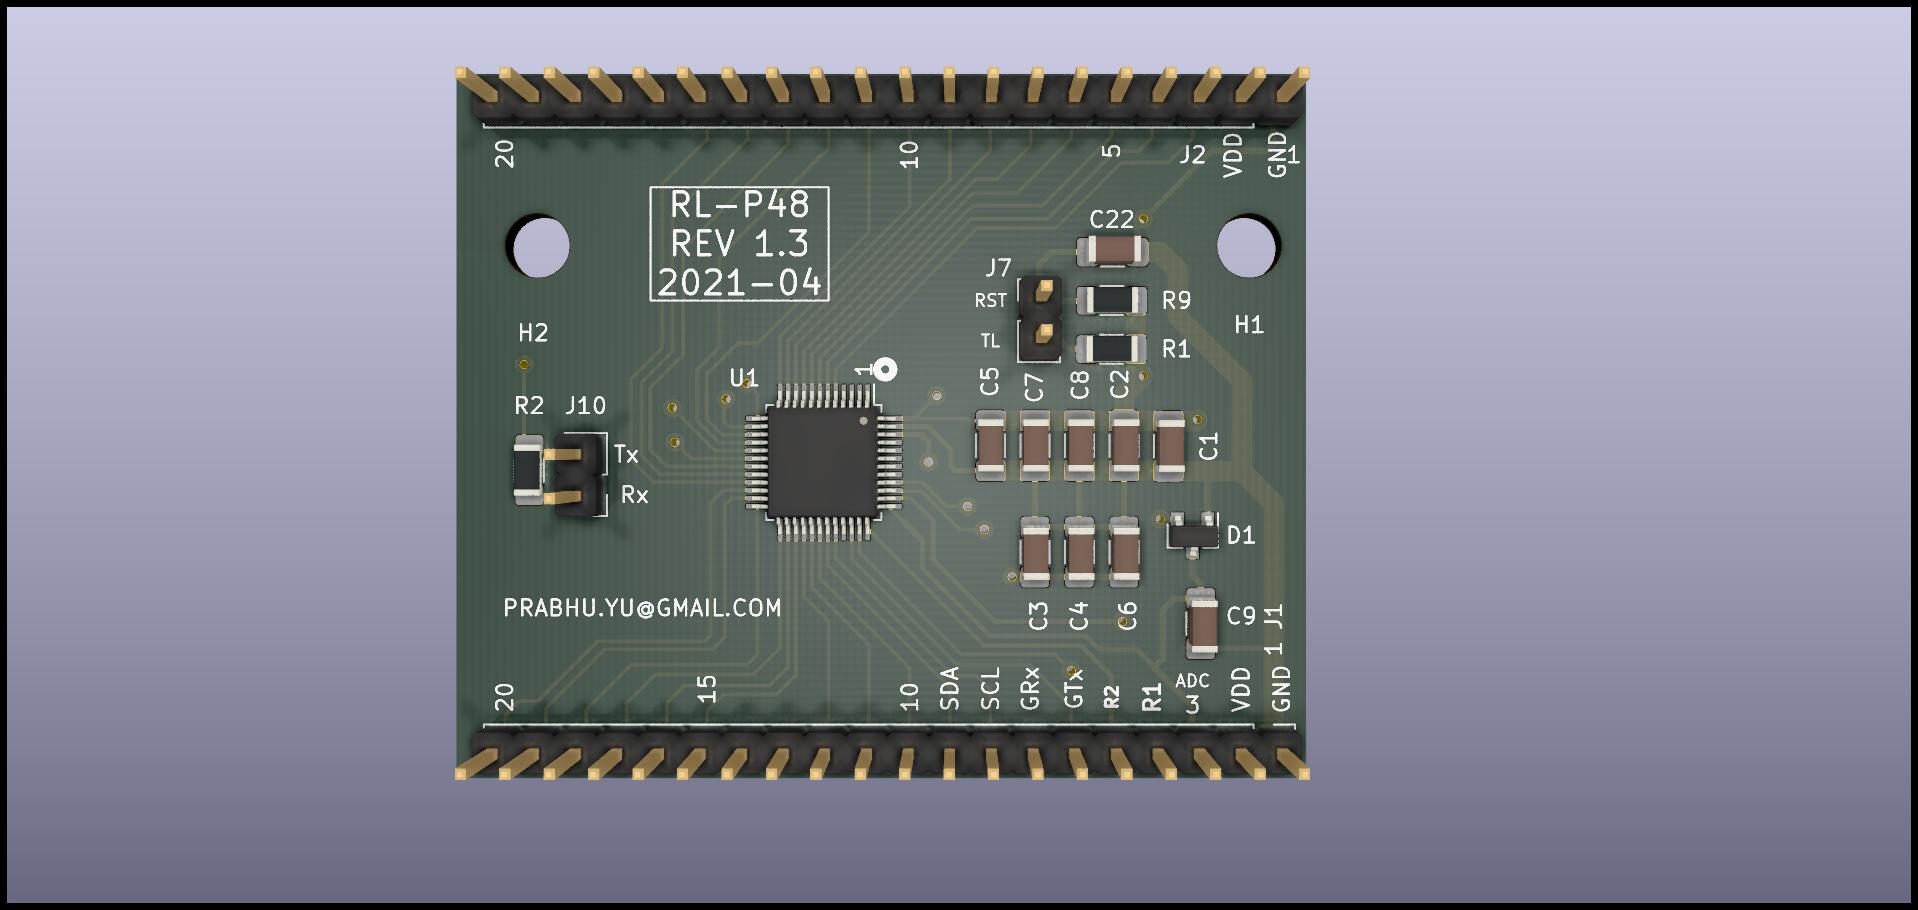 20
10
5
J2
VDD
GND
1
RL-P48
REV 1.3
2021-04
C22
J7
RST
R9
TL
R1
H1
H2
U1
1
C5
C7
C8
C2
R2
J10
Tx
Rx
C1
D1
PRABHU.YU@GMAIL.COM
C3
C4
C6
C9
1 J1
20
15
10
SDA
SCL
GRx
GTx
R2
R1
ADC
3
VDD
GND